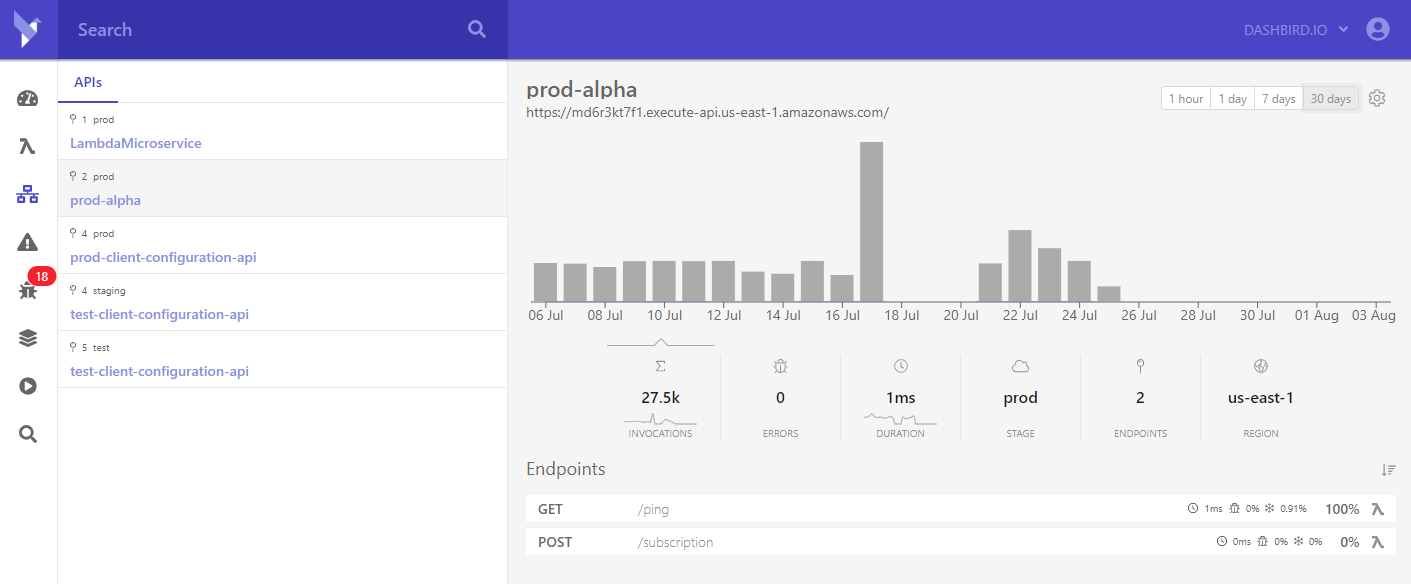 Search
DASHBIRD.IO
APIs
1 prod
LambdaMicroservice
2 prod
prod-alpha
4 prod
prod-client-configuration-api
4 staging
test-client-configuration-api
5 test
test-client-configuration-api
18
prod-alpha
https://md6r3kt7f1.execute-api.us-east-1.amazonaws.com/
1 hour 1 day 7 days 30 days
06 Jul 08 Jul 10 Jul 12 Jul 14 Jul 16 Jul 18 Jul 20 Jul 22 Jul 24 Jul 26 Jul 28 Jul 30 Jul 01 Aug 03 Aug
27.5k 0 1ms prod 2 us-east-1
INVOCATIONS ERRORS DURATION STAGE ENDPOINTS REGION
Endpoints
GET /ping 1ms 0% 0.91% 100%
POST /subscription 0ms 0% 0% 0%